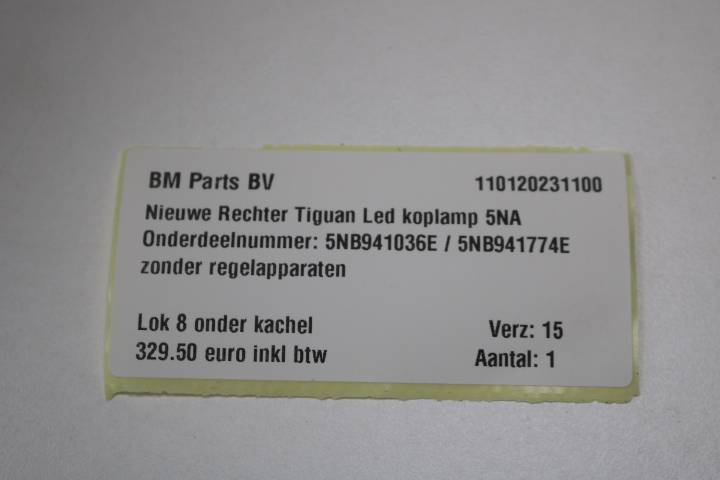 BM Parts BV 110120231100
Nieuwe Rechter Tiguan Led koplamp 5NA
Onderdeelnummer: 5NB941036E / 5NB941774E
zonder regelapparaten
Lok 8 onder kachel Verz: 15
329.50 euro inkl btw Aantal: 1